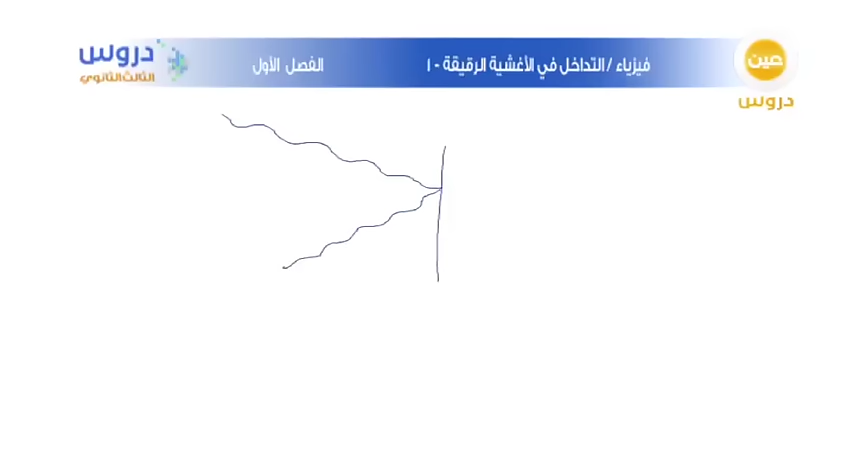 عين
دروس
فيزياء / التداخل في الأغشية الرقيقة - ١
الفصل الأول
دروس
الثالث الثانوي